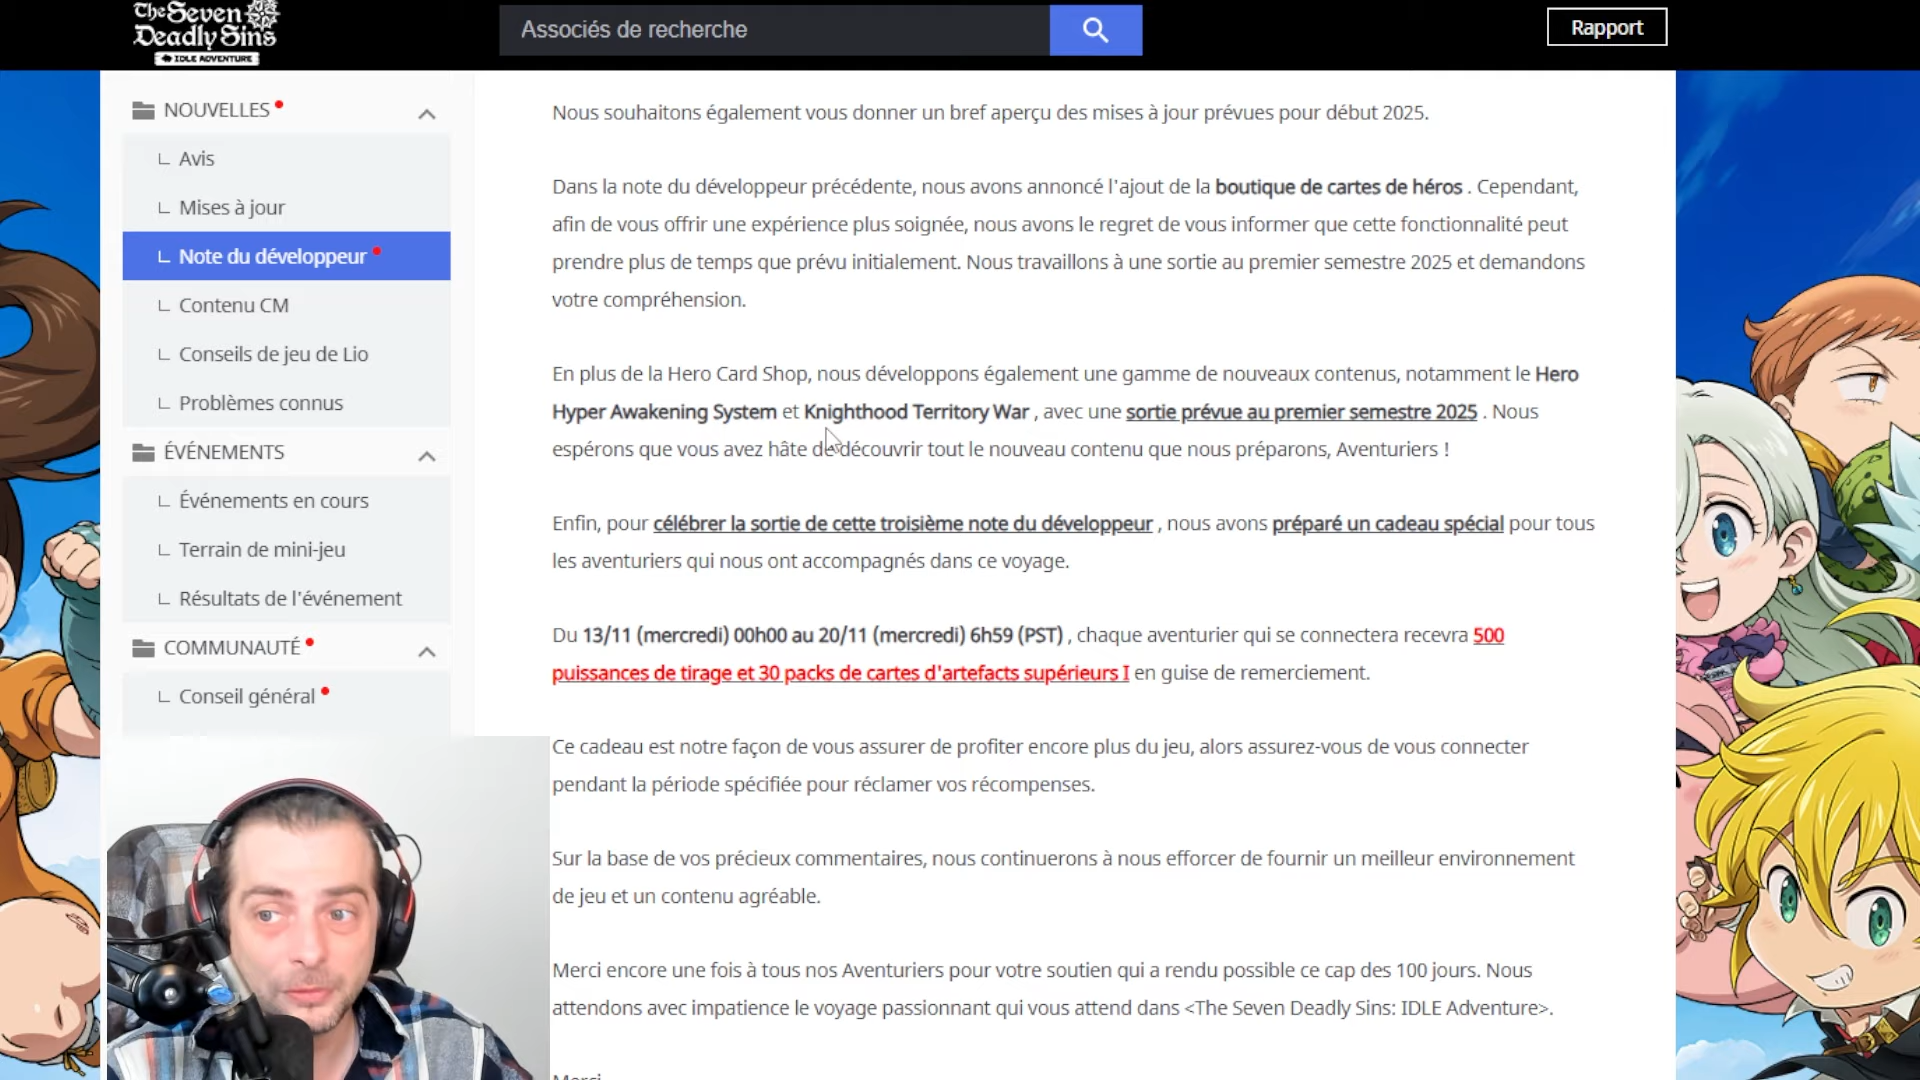 The Seven
Deadly Sins
IDLE ADVENTURE
Associés de recherche
Rapport
NOUVELLES
Avis
Mises à jour
Note du développeur
Contenu CM
Conseils de jeu de Lio
Problèmes connus
ÉVÉNEMENTS
Événements en cours
Terrain de mini-jeu
Résultats de l'événement
COMMUNAUTÉ
Conseil général
Nous souhaitons également vous donner un bref aperçu des mises à jour prévues pour début 2025.
Dans la note du développeur précédente, nous avons annoncé l'ajout de la boutique de cartes de héros . Cependant,
afin de vous offrir une expérience plus soignée, nous avons le regret de vous informer que cette fonctionnalité peut
prendre plus de temps que prévu initialement. Nous travaillons à une sortie au premier semestre 2025 et demandons
votre compréhension.
En plus de la Hero Card Shop, nous développons également une gamme de nouveaux contenus, notamment le Hero
Hyper Awakening System et Knighthood Territory War , avec une sortie prévue au premier semestre 2025 . Nous
espérons que vous avez hâte de découvrir tout le nouveau contenu que nous préparons, Aventuriers !
Enfin, pour célébrer la sortie de cette troisième note du développeur , nous avons préparé un cadeau spécial pour tous
les aventuriers qui nous ont accompagnés dans ce voyage.
Du 13/11 (mercredi) 00h00 au 20/11 (mercredi) 6h59 (PST) , chaque aventurier qui se connectera recevra 500
puissances de tirage et 30 packs de cartes d'artefacts supérieurs I en guise de remerciement.
Ce cadeau est notre façon de vous assurer de profiter encore plus du jeu, alors assurez-vous de vous connecter
pendant la période spécifiée pour réclamer vos récompenses.
Sur la base de vos précieux commentaires, nous continuerons à nous efforcer de fournir un meilleur environnement
de jeu et un contenu agréable.
Merci encore une fois à tous nos Aventuriers pour votre soutien qui a rendu possible ce cap des 100 jours. Nous
attendons avec impatience le voyage passionnant qui vous attend dans <The Seven Deadly Sins: IDLE Adventure>.
Merci